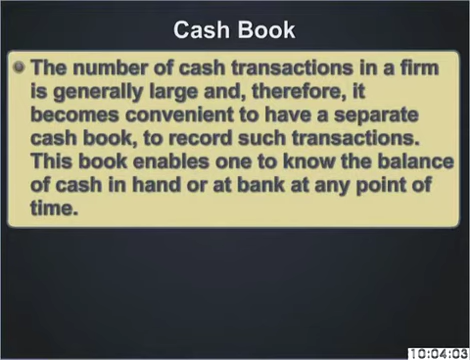 Cash Book
The number of cash transactions in a firm
is generally large and, therefore, it
becomes convenient to have a separate
cash book, to record such transactions.
This book enables one to know the balance
of cash in hand or at bank at any point of
time.
10:04:03